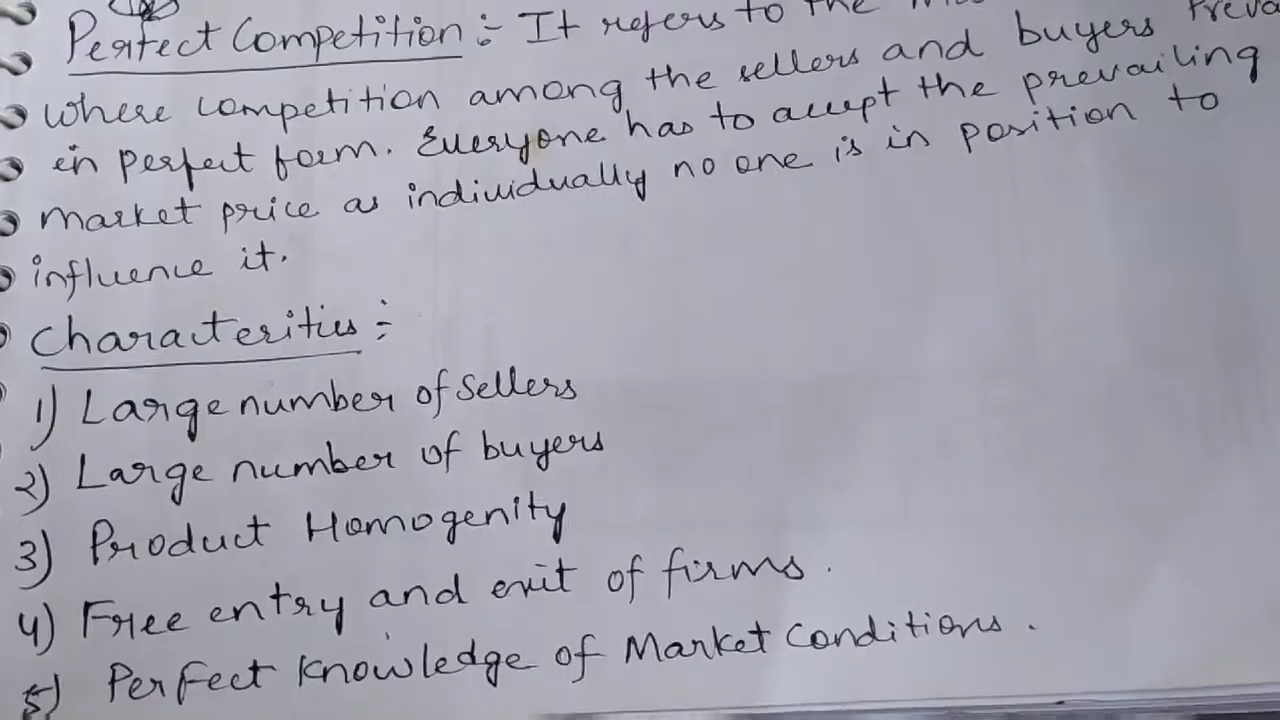 Perfect Competition :- It refers to the
where competition among the sellers and buyers
in perfect form. Everyone has to accept the prevailing
market price as individually no one is in position to
influence it.
Characteritics :-
1) Large number of Sellers
2) Large number of buyers
3) Product Homogenity
4) Free entry and exit of firms.
5) Perfect knowledge of Market Conditions.